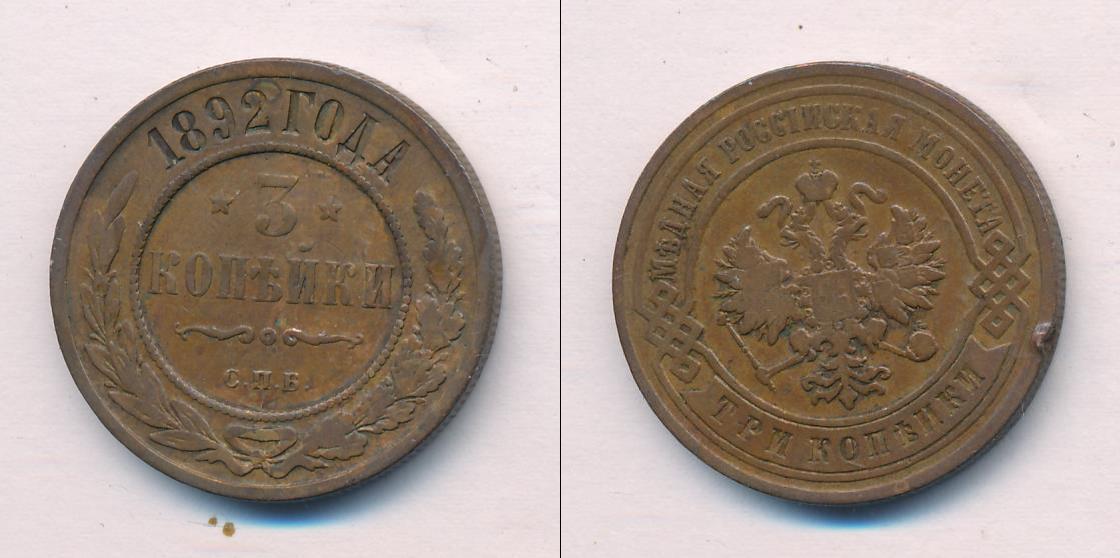 1892 ГОДА
3
КОПѢЙКИ
С.П.Б.
МѢДНАЯ РОССІЙСКАЯ МОНЕТА
ТРИ КОПѢЙКИ